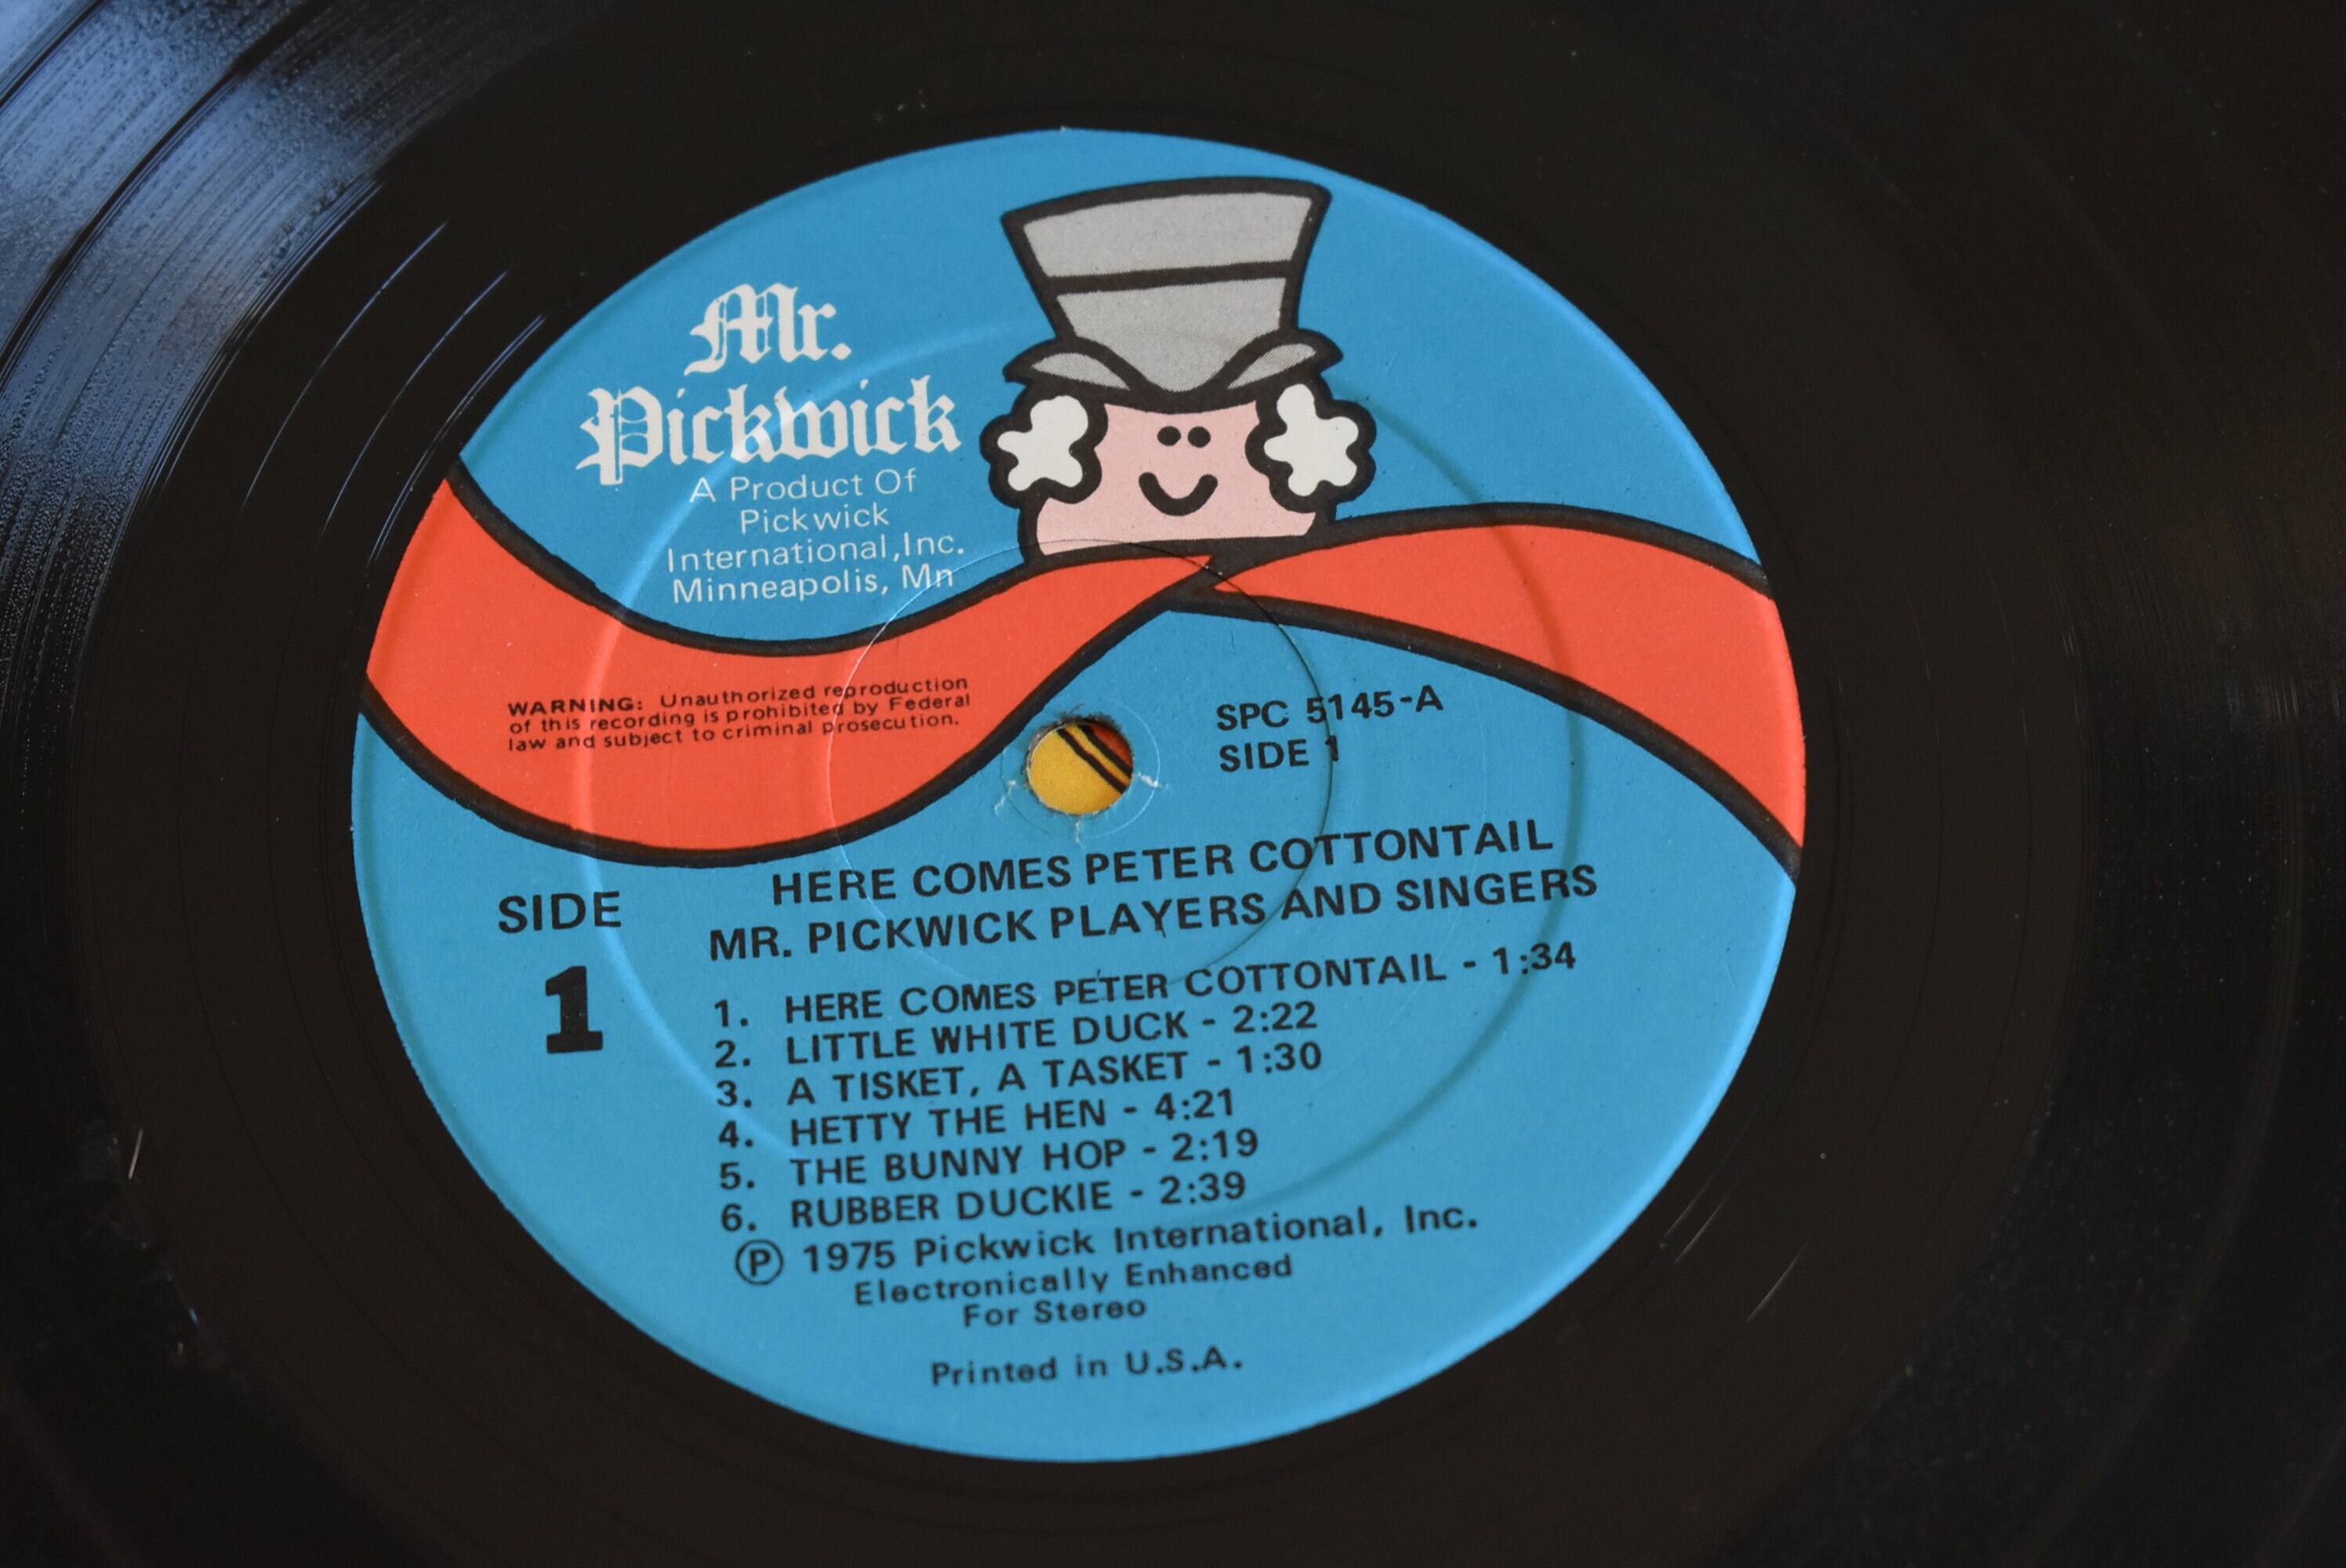 Mr.
Pickwick
A Product Of
Pickwick
International, Inc.
Minneapolis, Mn
WARNING: Unauthorized reproduction
of this recording is prohibited by Federal
law and subject to criminal prosecution.
SPC 5145-A
SIDE 1
SIDE
1
HERE COMES PETER COTTONTAIL
MR. PICKWICK PLAYERS AND SINGERS
1. HERE COMES PETER COTTONTAIL - 1:34
2. LITTLE WHITE DUCK - 2:22
3. A TISKET, A TASKET - 1:30
4. HETTY THE HEN - 4:21
5. THE BUNNY HOP - 2:19
6. RUBBER DUCKIE - 2:39
Ⓟ 1975 Pickwick International, Inc.
Electronically Enhanced
For Stereo
Printed in U.S.A.